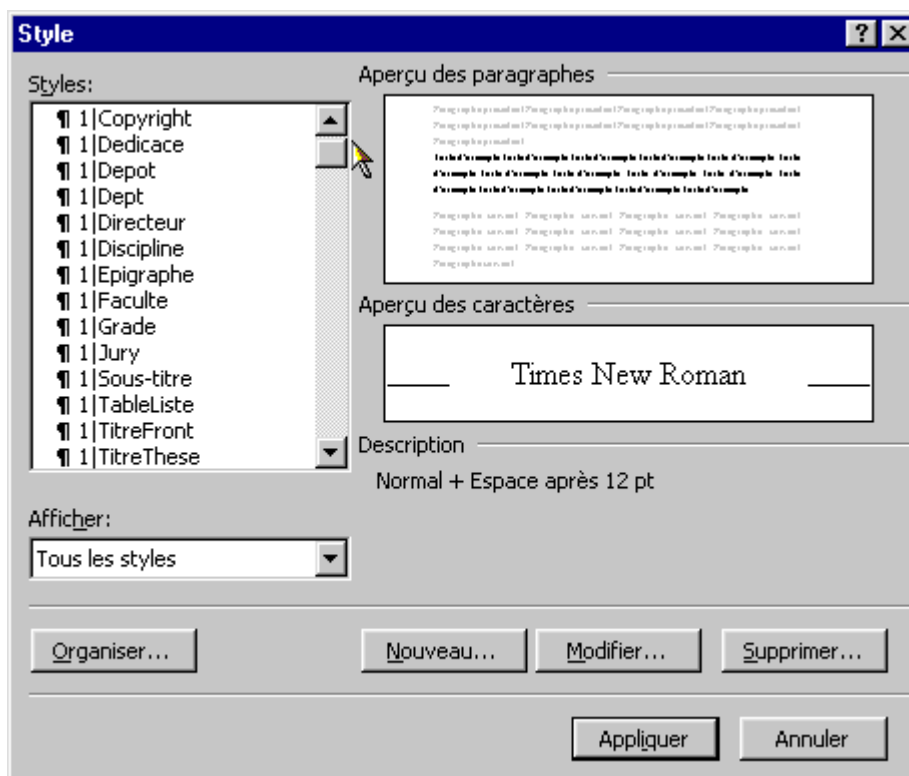 Style
Styles:
¶ 1|Copyright
¶ 1|Dedicace
¶ 1|Depot
¶ 1|Dept
¶ 1|Directeur
¶ 1|Discipline
¶ 1|Epigraphe
¶ 1|Faculte
¶ 1|Grade
¶ 1|Jury
¶ 1|Sous-titre
¶ 1|TableListe
¶ 1|TitreFront
¶ 1|TitreThese
Afficher:
Tous les styles
Aperçu des paragraphes
Aperçu des caractères
Times New Roman
Description
Normal + Espace après 12 pt
Organiser...
Nouveau...
Modifier...
Supprimer...
Appliquer
Annuler